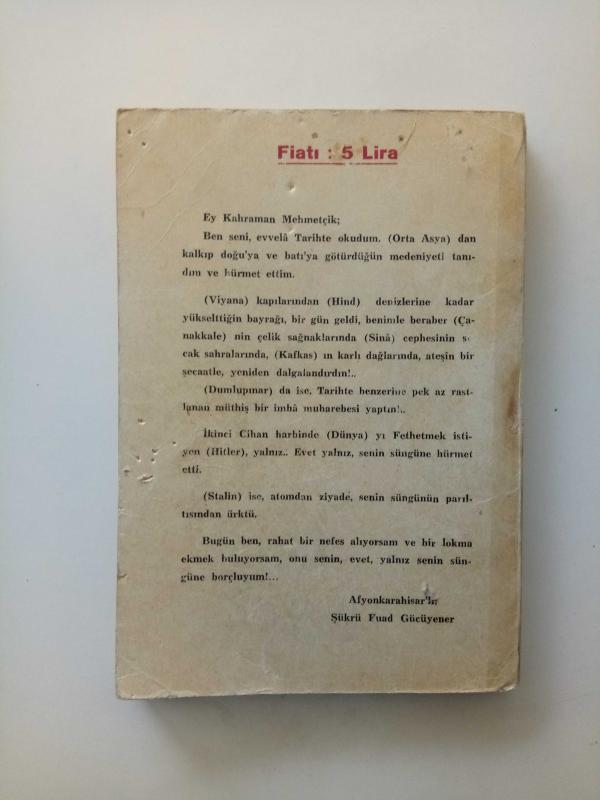 Fiatı : 5 Lira
Ey Kahraman Mehmetçik;
Ben seni, evvelâ Tarihte okudum. (Orta Asya) dan
kalkıp doğu'ya ve batı'ya götürdüğün medeniyeti tanı-
dım ve hürmet ettim.
(Viyana) kapılarından (Hind) denizlerine kadar
yükselttiğin bayrağı, bir gün geldi, benimle beraber (Ça-
nakkale) nin çelik sağnaklarında (Sinâ) cephesinin sı
cak sahralarında, (Kafkas) ın karlı dağlarında, ateşin bir
şecaatle, yeniden dalgalandırdın!..
(Dumlupınar) da ise, Tarihte benzerine pek az rast-
lanan müthiş bir imhâ muharebesi yaptın!..
İkinci Cihan harbinde (Dünya) yı Fethetmek isti-
yen (Hitler), yalnız.. Evet yalnız, senin süngüne hürmet
etti.
(Stalin) ise, atomdan ziyade, senin süngünün parıl-
tısından ürktü.
Bugün ben, rahat bir nefes alıyorsam ve bir lokma
ekmek buluyorsam, onu senin, evet, yalnız senin sün-
güne borçluyum!...
Afyonkarahisar'lı:
Şükrü Fuad Gücüyener